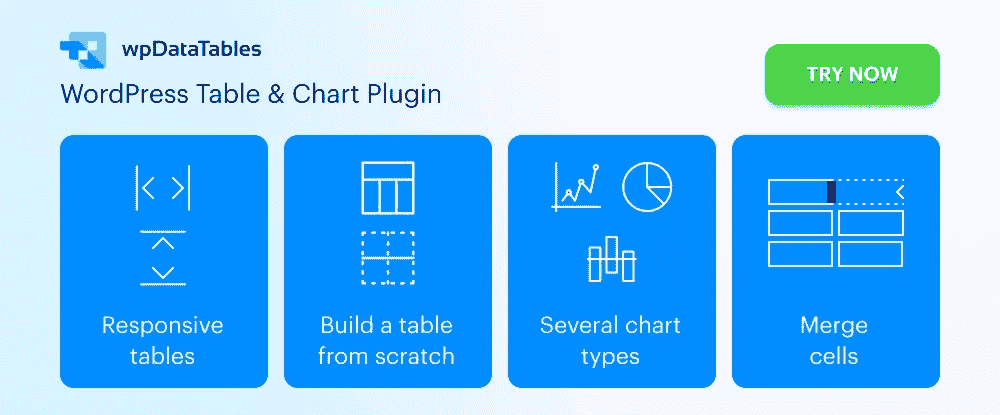 wpDataTables
WordPress Table & Chart Plugin
TRY NOW
Responsive
tables
Build a table
from scratch
Several chart
types
Merge
cells